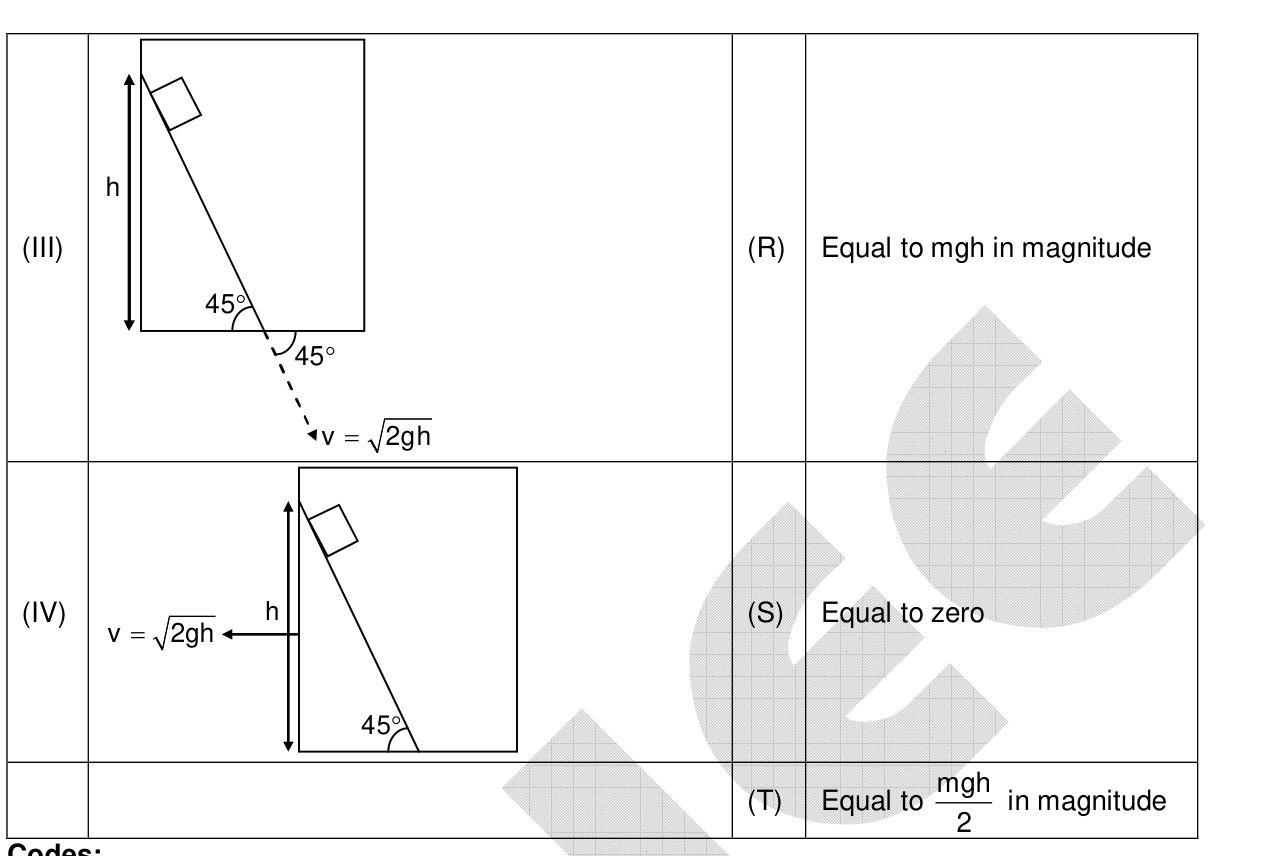 h
(III)
(R)
Equal to mgh in magnitude
45°
45°
v = √2gh
(IV)
h
v = √2gh
(S)
Equal to zero
45°
(T)
Equal to mgh/2 in magnitude
Codes: